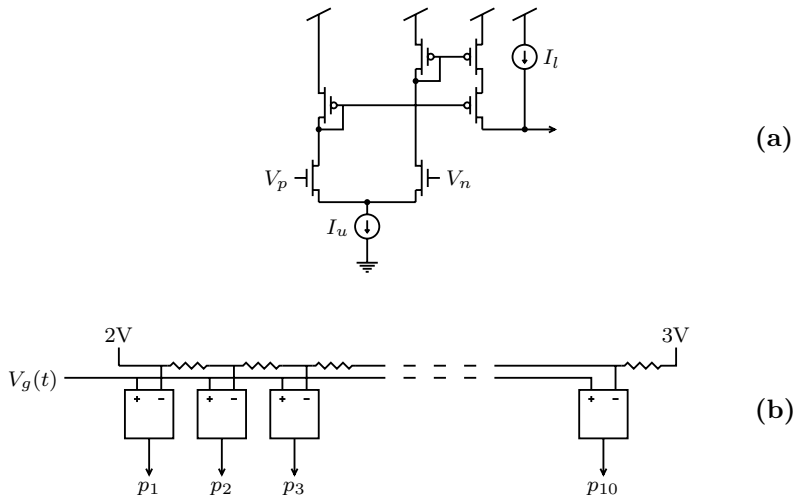 I_l
(a)
V_p V_n
I_u
2V 3V
V_g(t)
+ − + − + − + −
(b)
p_1 p_2 p_3 p_10